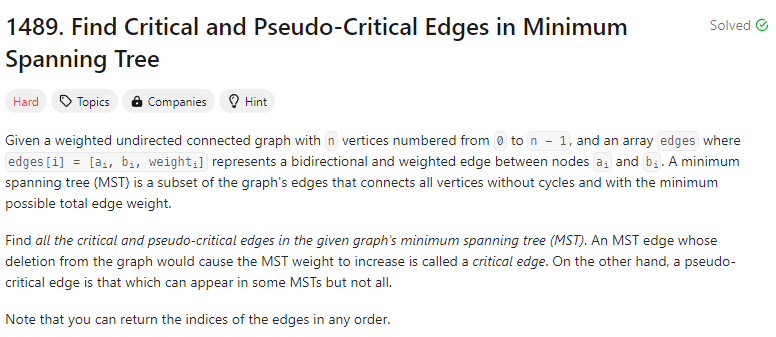 1489. Find Critical and Pseudo-Critical Edges in Minimum
Spanning Tree
Solved
Hard Topics Companies Hint
Given a weighted undirected connected graph with n vertices numbered from 0 to n - 1, and an array edges where
edges[i] = [aᵢ, bᵢ, weightᵢ] represents a bidirectional and weighted edge between nodes aᵢ and bᵢ. A minimum
spanning tree (MST) is a subset of the graph's edges that connects all vertices without cycles and with the minimum
possible total edge weight.
Find all the critical and pseudo-critical edges in the given graph's minimum spanning tree (MST). An MST edge whose
deletion from the graph would cause the MST weight to increase is called a critical edge. On the other hand, a pseudo-
critical edge is that which can appear in some MSTs but not all.
Note that you can return the indices of the edges in any order.